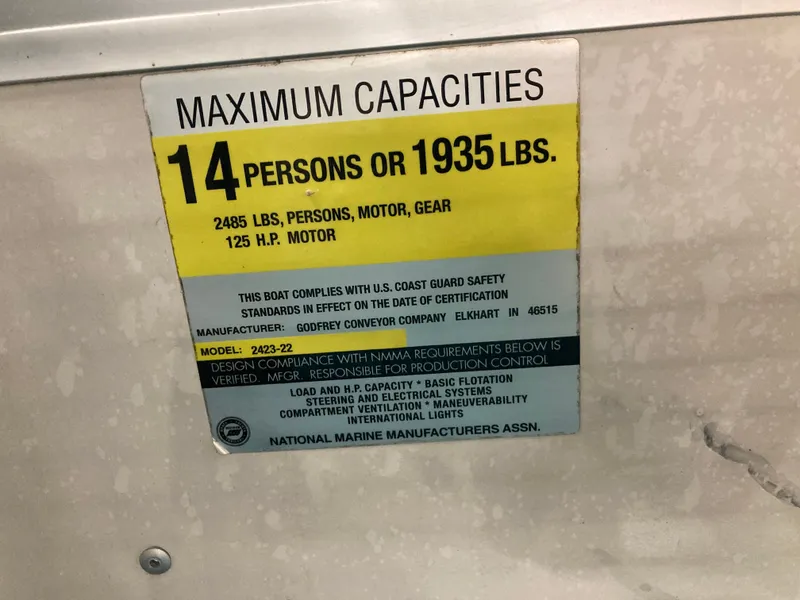 MAXIMUM CAPACITIES
14 PERSONS OR 1935 LBS.
2485 LBS, PERSONS, MOTOR, GEAR
125 H.P. MOTOR
THIS BOAT COMPLIES WITH U.S. COAST GUARD SAFETY
STANDARDS IN EFFECT ON THE DATE OF CERTIFICATION
MANUFACTURER: GODFREY CONVEYOR COMPANY ELKHART IN 46515
MODEL: 2423-22
DESIGN COMPLIANCE WITH NMMA REQUIREMENTS BELOW IS
VERIFIED. MFGR. RESPONSIBLE FOR PRODUCTION CONTROL
LOAD AND H.P. CAPACITY * BASIC FLOTATION
STEERING AND ELECTRICAL SYSTEMS
COMPARTMENT VENTILATION * MANEUVERABILITY
INTERNATIONAL LIGHTS
NATIONAL MARINE MANUFACTURERS ASSN.